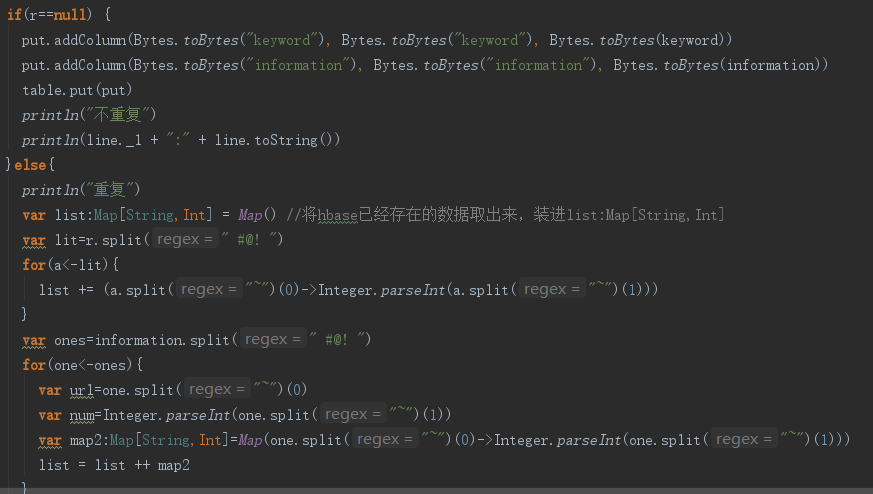 if(r==null) {
put.addColumn(Bytes.toBytes("keyword"), Bytes.toBytes("keyword"), Bytes.toBytes(keyword))
put.addColumn(Bytes.toBytes("information"), Bytes.toBytes("information"), Bytes.toBytes(information))
table.put(put)
println("不重复")
println(line._1 + ":" + line.toString())
}else{
println("重复")
var list:Map[String,Int] = Map() //将hbase已经存在的数据取出来，装进list:Map[String,Int]
var lit=r.split( regex = " #@! ")
for(a<-lit){
list += (a.split( regex = "~")(0)->Integer.parseInt(a.split( regex = "~")(1)))
}
var ones=information.split( regex = " #@! ")
for(one<-ones){
var url=one.split( regex = "~")(0)
var num=Integer.parseInt(one.split( regex = "~")(1))
var map2:Map[String,Int]=Map(one.split( regex = "~")(0)->Integer.parseInt(one.split( regex = "~")(1)))
list = list ++ map2
}